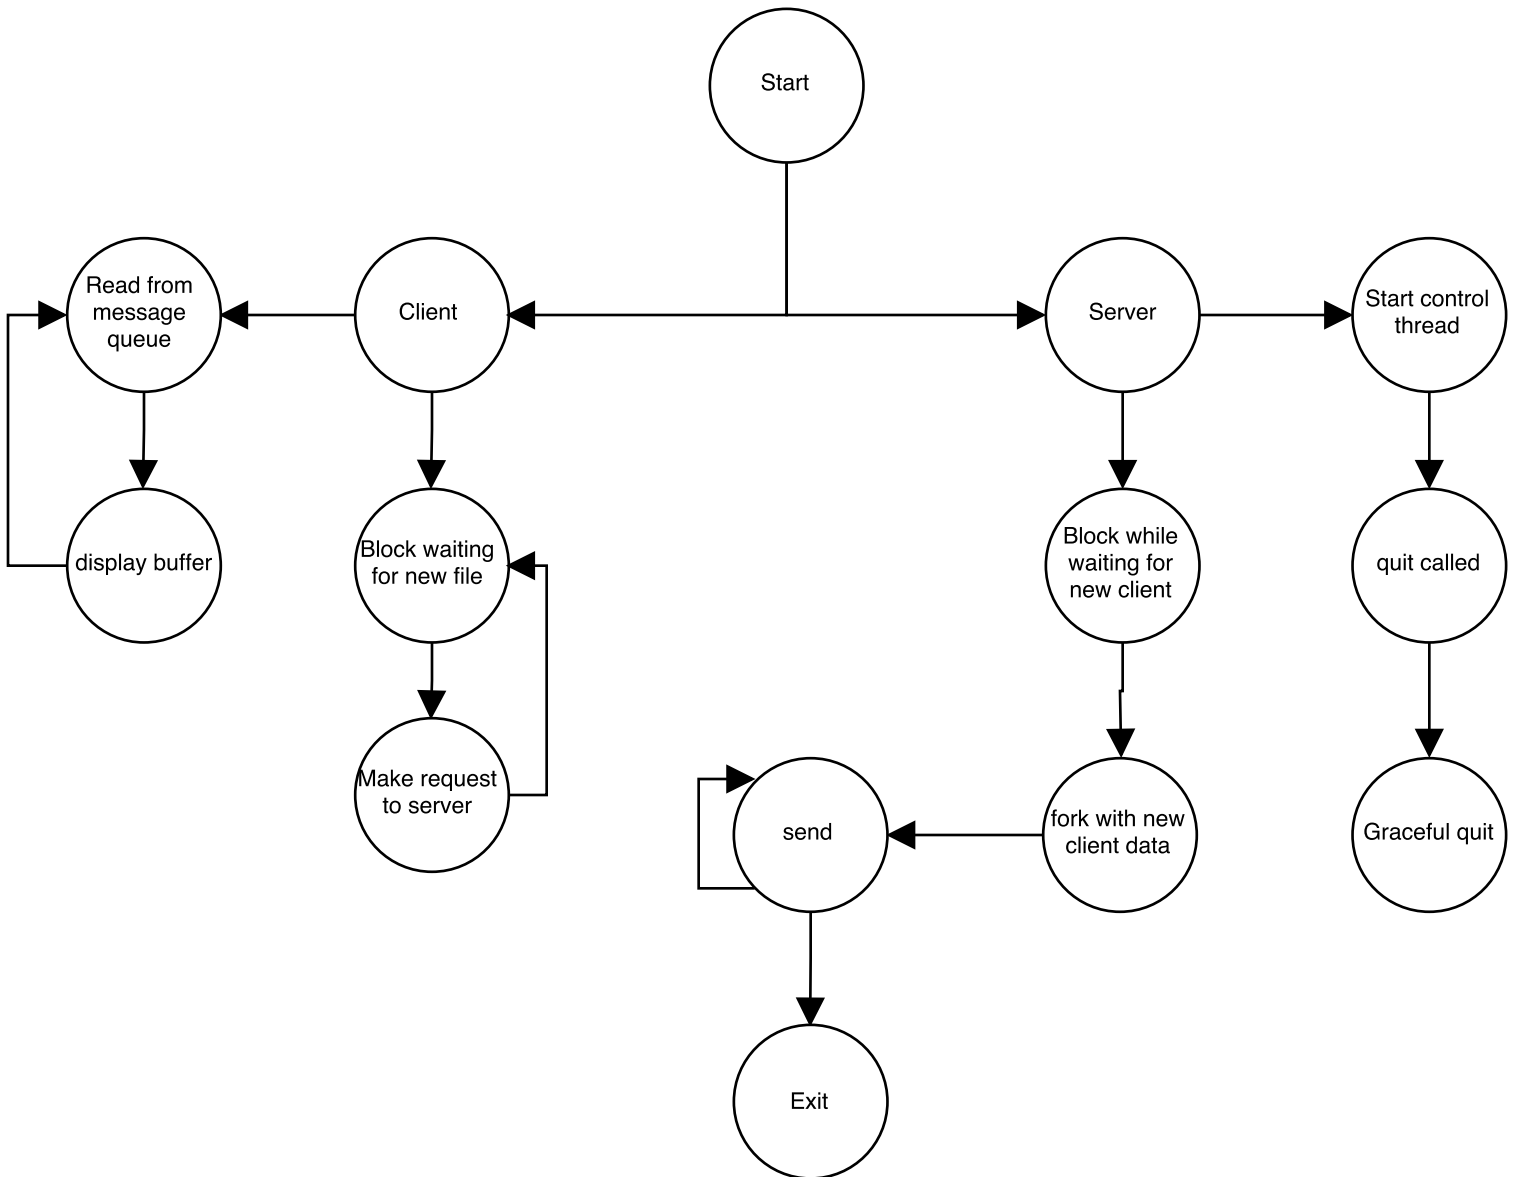 Start
Read from
message
queue
Client
Server
Start control
thread
display buffer
Block waiting
for new file
Block while
waiting for
new client
quit called
Make request
to server
send
fork with new
client data
Graceful quit
Exit